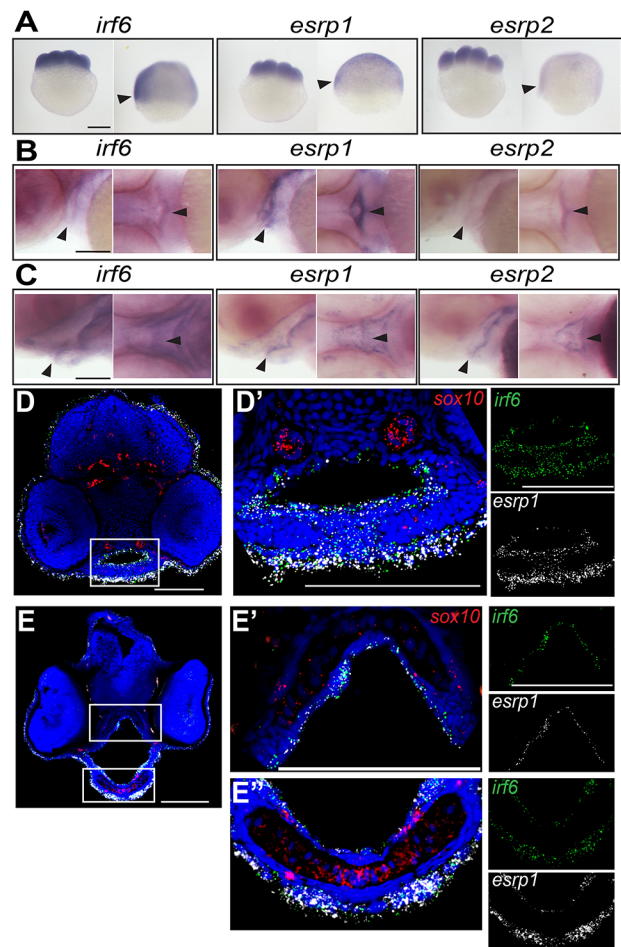 A
irf6
esrp1
esrp2
B
irf6
esrp1
esrp2
C
irf6
esrp1
esrp2
D
D'
sox10
irf6
esrp1
E
E'
sox10
irf6
esrp1
E"
irf6
esrp1